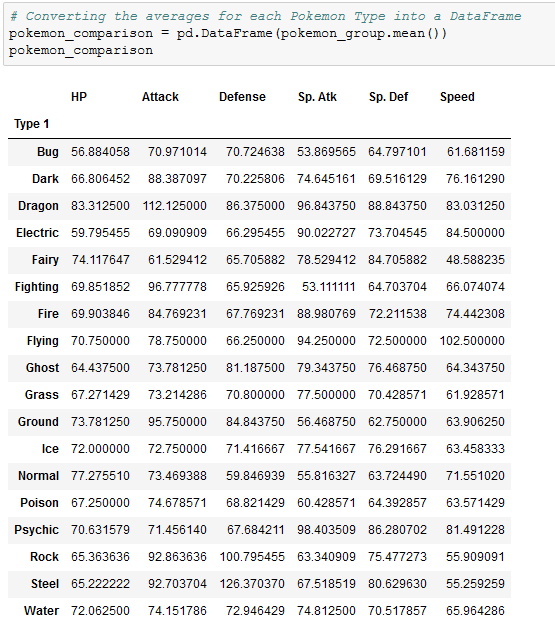 # Converting the averages for each Pokemon Type into a DataFrame
pokemon_comparison = pd.DataFrame(pokemon_group.mean())
pokemon_comparison
HP Attack Defense Sp. Atk Sp. Def Speed
Type 1
Bug 56.884058 70.971014 70.724638 53.869565 64.797101 61.681159
Dark 66.806452 88.387097 70.225806 74.645161 69.516129 76.161290
Dragon 83.312500 112.125000 86.375000 96.843750 88.843750 83.031250
Electric 59.795455 69.090909 66.295455 90.022727 73.704545 84.500000
Fairy 74.117647 61.529412 65.705882 78.529412 84.705882 48.588235
Fighting 69.851852 96.777778 65.925926 53.111111 64.703704 66.074074
Fire 69.903846 84.769231 67.769231 88.980769 72.211538 74.442308
Flying 70.750000 78.750000 66.250000 94.250000 72.500000 102.500000
Ghost 64.437500 73.781250 81.187500 79.343750 76.468750 64.343750
Grass 67.271429 73.214286 70.800000 77.500000 70.428571 61.928571
Ground 73.781250 95.750000 84.843750 56.468750 62.750000 63.906250
Ice 72.000000 72.750000 71.416667 77.541667 76.291667 63.458333
Normal 77.275510 73.469388 59.846939 55.816327 63.724490 71.551020
Poison 67.250000 74.678571 68.821429 60.428571 64.392857 63.571429
Psychic 70.631579 71.456140 67.684211 98.403509 86.280702 81.491228
Rock 65.363636 92.863636 100.795455 63.340909 75.477273 55.909091
Steel 65.222222 92.703704 126.370370 67.518519 80.629630 55.259259
Water 72.062500 74.151786 72.946429 74.812500 70.517857 65.964286